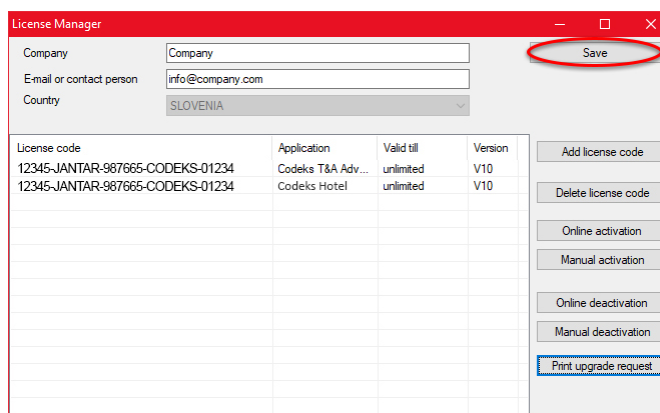 License Manager
Company Company Save
E-mail or contact person info@company.com
Country SLOVENIA
License code Application Valid till Version
12345-JANTAR-987665-CODEKS-01234 Codeks T&A Adv... unlimited V10
12345-JANTAR-987665-CODEKS-01234 Codeks Hotel unlimited V10
Add license code
Delete license code
Online activation
Manual activation
Online deactivation
Manual deactivation
Print upgrade request